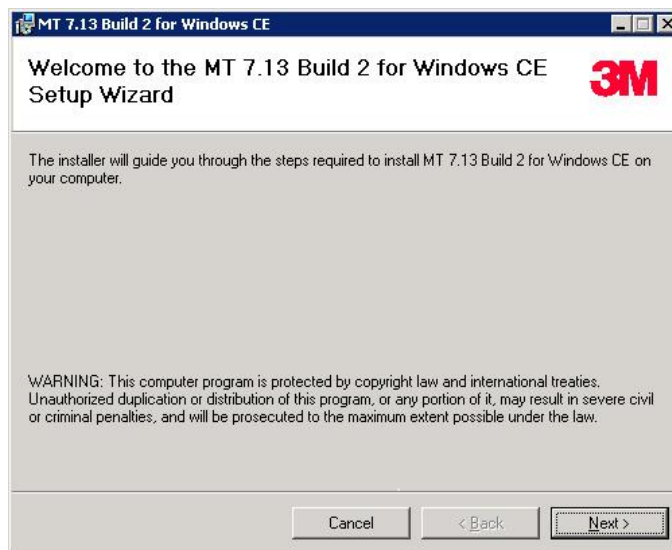 MT 7.13 Build 2 for Windows CE
Welcome to the MT 7.13 Build 2 for Windows CE
Setup Wizard
3M
The installer will guide you through the steps required to install MT 7.13 Build 2 for Windows CE on
your computer.
WARNING: This computer program is protected by copyright law and international treaties.
Unauthorized duplication or distribution of this program, or any portion of it, may result in severe civil
or criminal penalties, and will be prosecuted to the maximum extent possible under the law.
Cancel
< Back
Next >